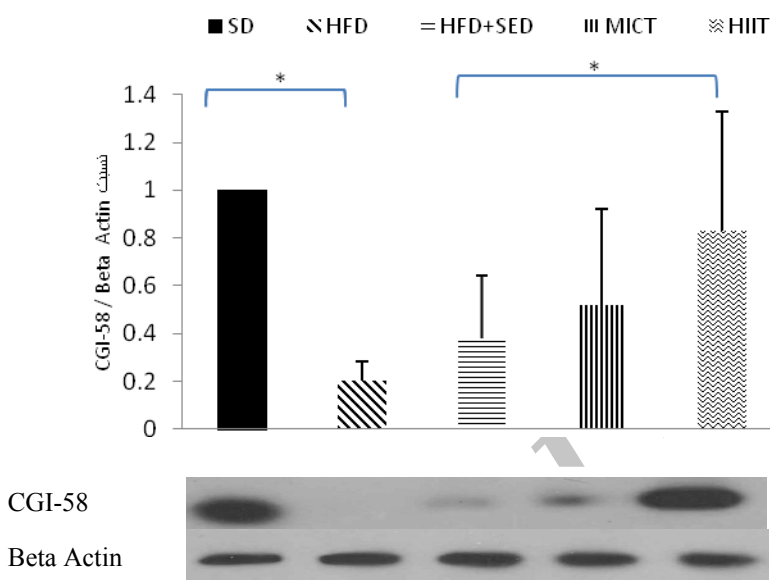 SD HFD HFD+SED MICT HIIT
* *
1.4
1.2
1
0.8
0.6
0.4
0.2
0
نسبت CGI-58 / Beta Actin
CGI-58
Beta Actin